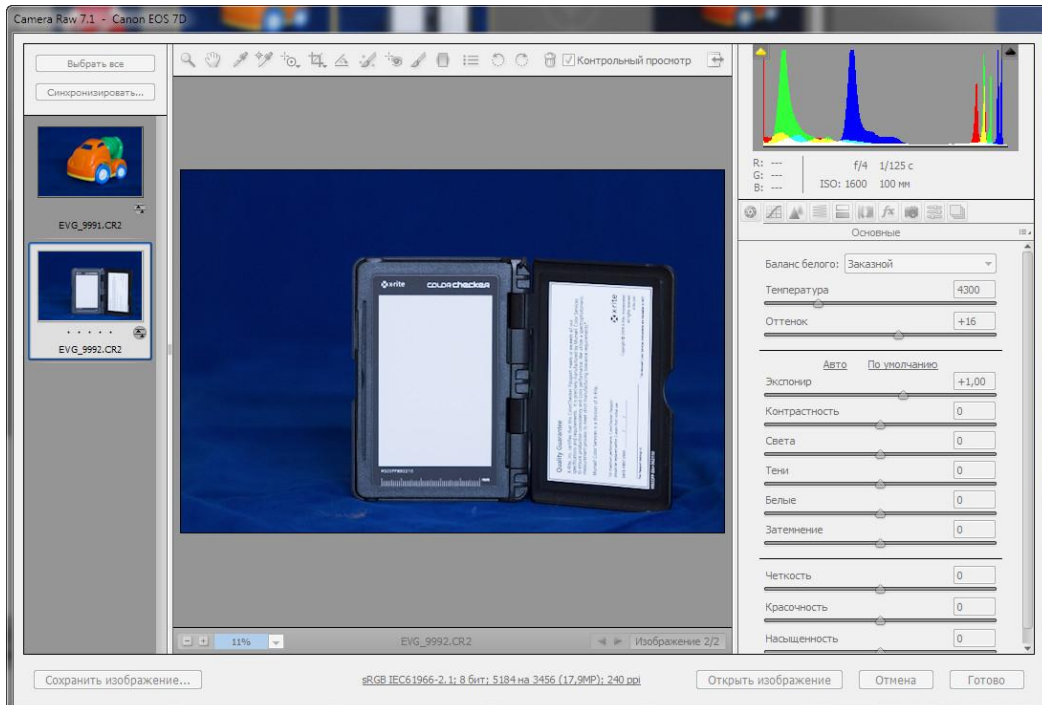 Camera Raw 7.1 - Canon EOS 7D
Выбрать все
Синхронизировать...
Контрольный просмотр
EVG_9991.CR2
EVG_9992.CR2
x·rite colorchecker
x·rite
Quality Guarantee
R: ---
G: ---
B: ---
f/4 1/125 с
ISO: 1600 100 мм
Основные
Баланс белого: Заказной
Температура 4300
Оттенок +16
Авто По умолчанию
Экспонир +1,00
Контрастность 0
Света 0
Тени 0
Белые 0
Затемнение 0
Четкость 0
Красочность 0
Насыщенность 0
11%
EVG_9992.CR2
Изображение 2/2
Сохранить изображение...
sRGB IEC61966-2.1; 8 бит; 5184 на 3456 (17,9MP); 240 ppi
Открыть изображение
Отмена
Готово